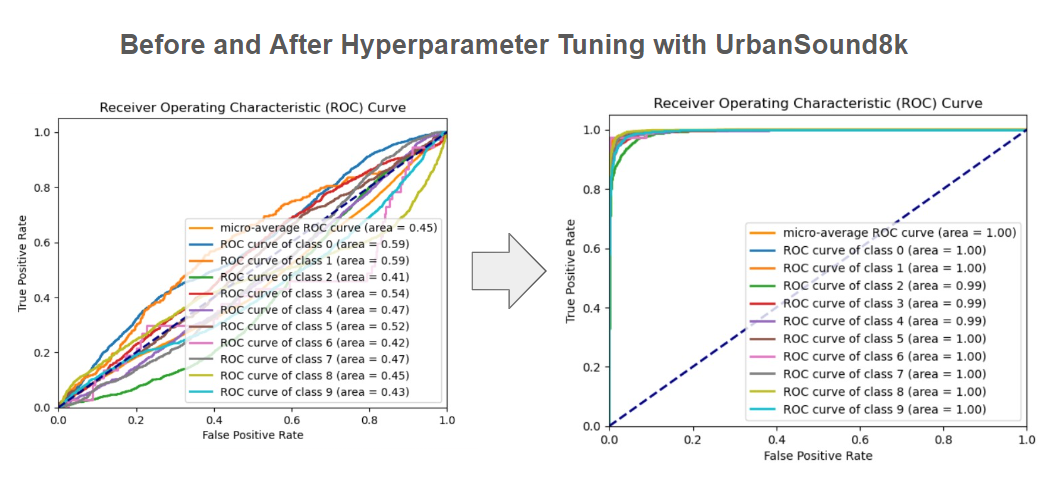 Before and After Hyperparameter Tuning with UrbanSound8k
Receiver Operating Characteristic (ROC) Curve
True Positive Rate
1.0
0.8
0.6
0.4
0.2
0.0
micro-average ROC curve (area = 0.45)
ROC curve of class 0 (area = 0.59)
ROC curve of class 1 (area = 0.59)
ROC curve of class 2 (area = 0.41)
ROC curve of class 3 (area = 0.54)
ROC curve of class 4 (area = 0.47)
ROC curve of class 5 (area = 0.52)
ROC curve of class 6 (area = 0.42)
ROC curve of class 7 (area = 0.47)
ROC curve of class 8 (area = 0.45)
ROC curve of class 9 (area = 0.43)
0.0 0.2 0.4 0.6 0.8 1.0
False Positive Rate
Receiver Operating Characteristic (ROC) Curve
True Positive Rate
1.0
0.8
0.6
0.4
0.2
0.0
micro-average ROC curve (area = 1.00)
ROC curve of class 0 (area = 1.00)
ROC curve of class 1 (area = 1.00)
ROC curve of class 2 (area = 0.99)
ROC curve of class 3 (area = 0.99)
ROC curve of class 4 (area = 0.99)
ROC curve of class 5 (area = 1.00)
ROC curve of class 6 (area = 1.00)
ROC curve of class 7 (area = 1.00)
ROC curve of class 8 (area = 1.00)
ROC curve of class 9 (area = 1.00)
0.0 0.2 0.4 0.6 0.8 1.0
False Positive Rate